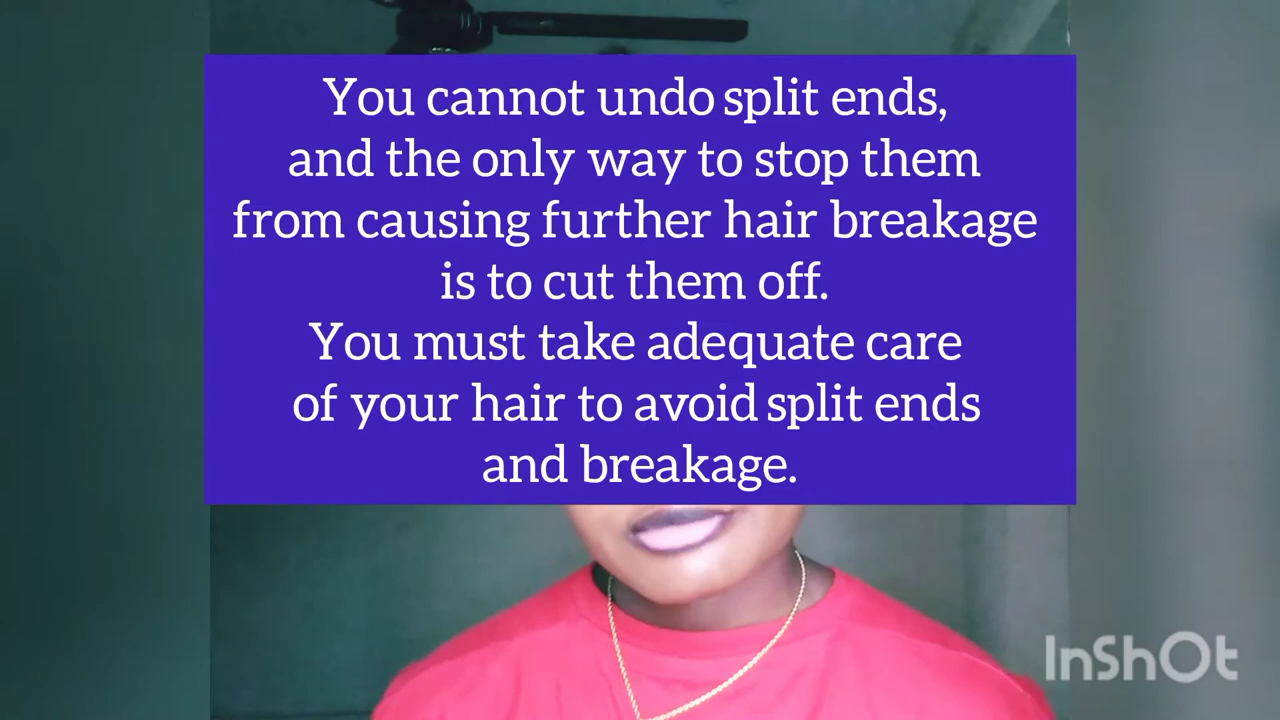 You cannot undo split ends,
and the only way to stop them
from causing further hair breakage
is to cut them off.
You must take adequate care
of your hair to avoid split ends
and breakage.
InShOt